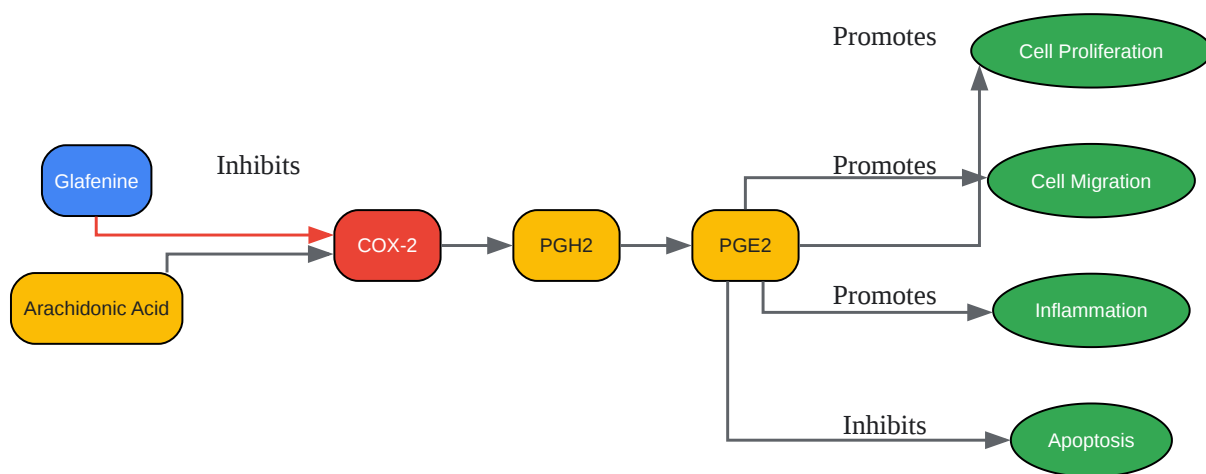 Promotes
Cell Proliferation
Inhibits
Promotes
Glafenine
Cell Migration
COX-2
PGH2
PGE2
Arachidonic Acid
Promotes
Inflammation
Inhibits
Apoptosis